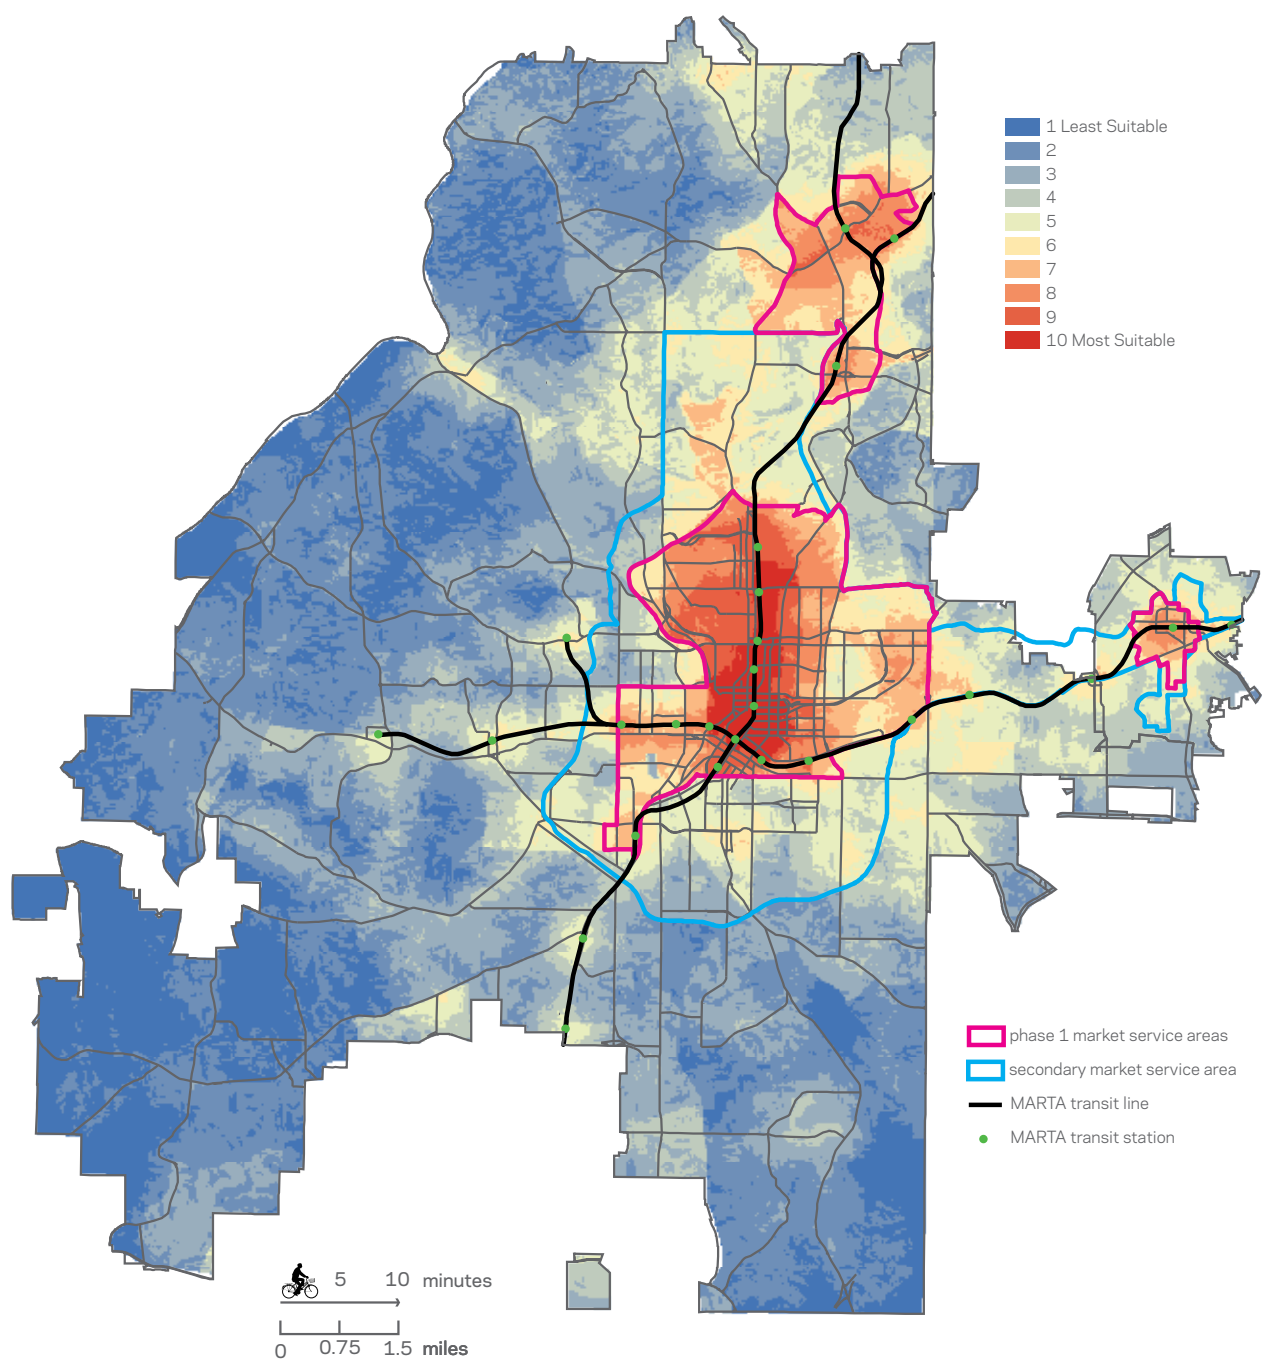 1 Least Suitable
2
3
4
5
6
7
8
9
10 Most Suitable
phase 1 market service areas
secondary market service area
MARTA transit line
MARTA transit station
5 10 minutes
0 0.75 1.5 miles